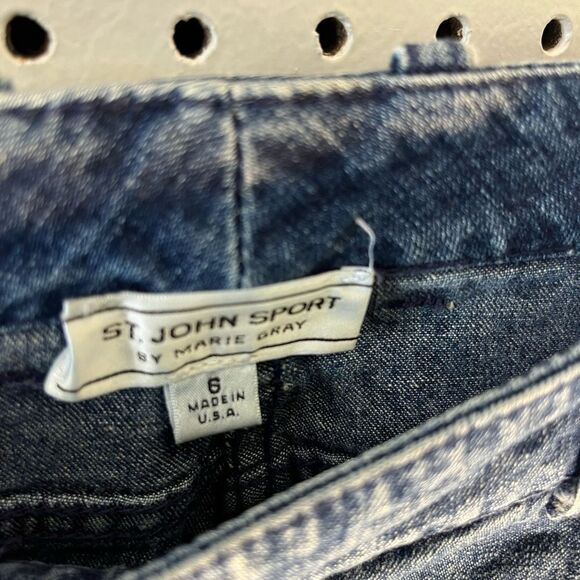 ST. JOHN SPORT
BY MARIE GRAY
6
MADE IN
U.S.A.